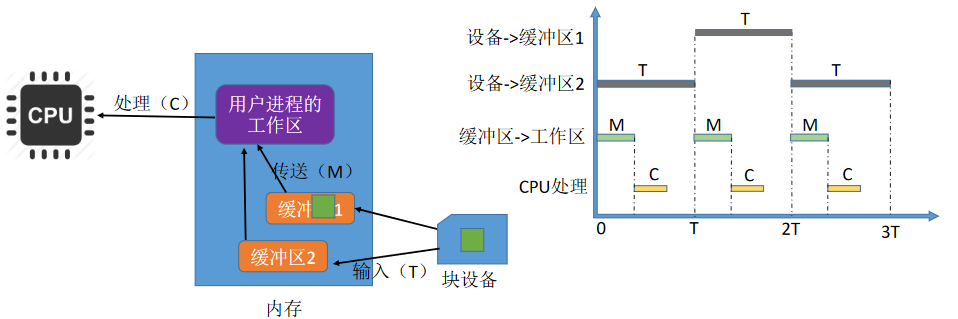 CPU
处理（C）
用户进程的
工作区
传送（M）
缓冲 1
缓冲区2
输入（T）
块设备
内存
设备->缓冲区1
T
设备->缓冲区2
T
T
缓冲区->工作区
M
M
M
CPU处理
C
C
C
0
T
2T
3T